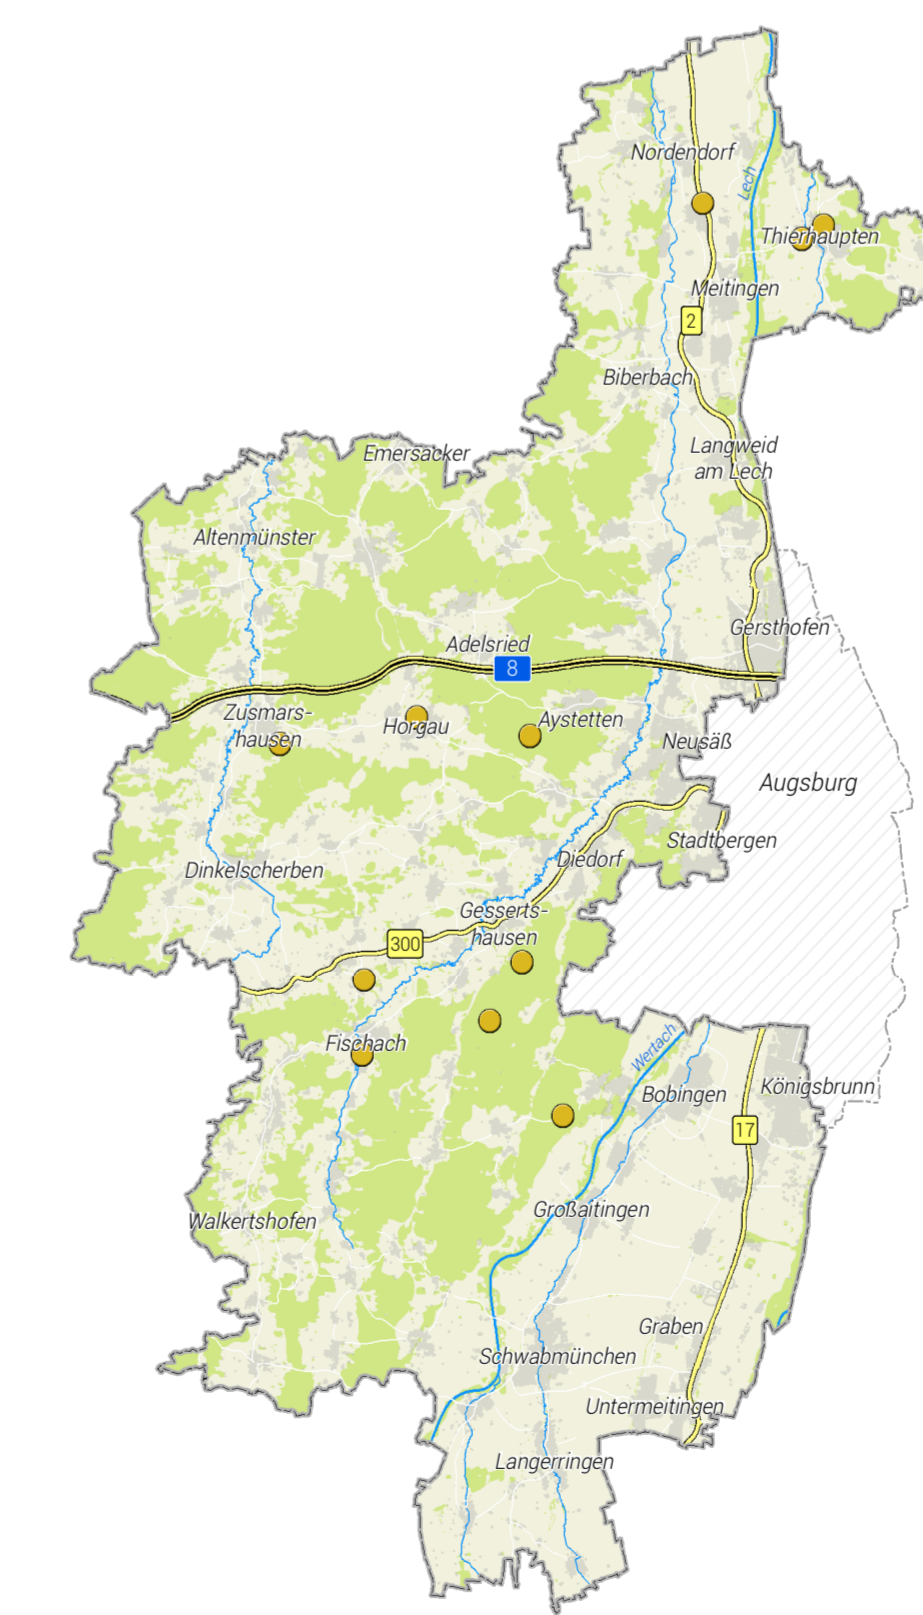 Nordendorf
Lech
Thierhaupten
Meitingen
2
Biberbach
Langweid
am Lech
Emersacker
Altenmünster
Gersthofen
Adelsried
8
Zusmars-
hausen
Horgau
Aystetten
Neusäß
Augsburg
Stadtbergen
Diedorf
Dinkelscherben
Gesserts-
hausen
300
Fischach
Wertach
Bobingen
Königsbrunn
17
Großaitingen
Walkertshofen
Graben
Schwabmünchen
Untermeitingen
Langerringen